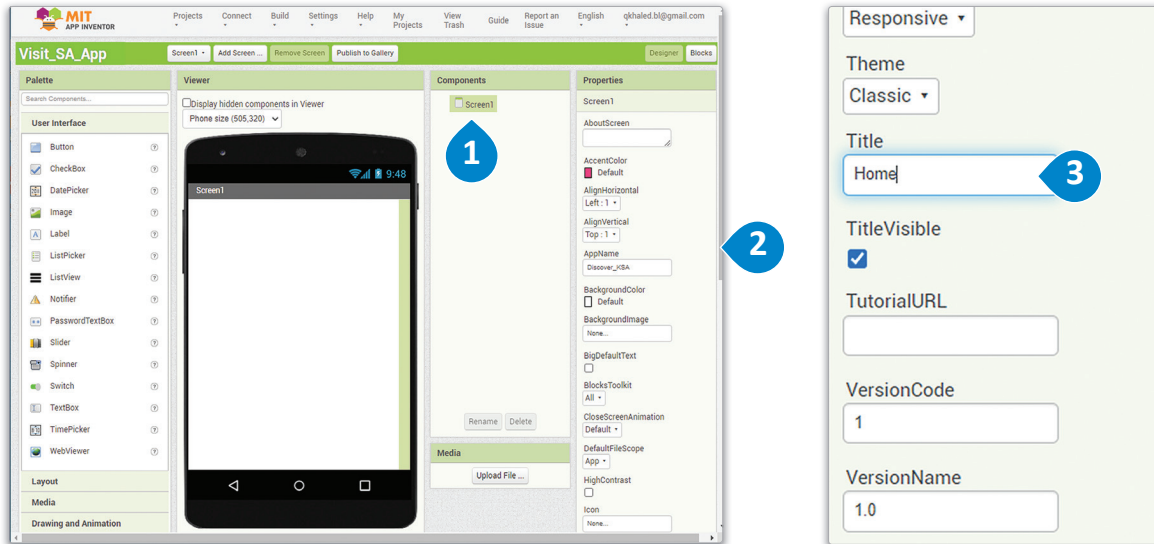 MIT
APP INVENTOR
Projects Connect Build Settings Help My Projects View Trash Guide Report an Issue English qkhaled.bl@gmail.com
Visit_SA_App
Screen1 Add Screen ... Remove Screen Publish to Gallery Designer Blocks
Palette
Search Components...
User Interface
Button
CheckBox
DatePicker
Image
Label
ListPicker
ListView
Notifier
PasswordTextBox
Slider
Spinner
Switch
TextBox
TimePicker
WebViewer
Layout
Media
Drawing and Animation
Viewer
Display hidden components in Viewer
Phone size (505,320)
9:48
Screen1
Components
Screen1
1
Rename Delete
Media
Upload File ...
Properties
Screen1
AboutScreen
AccentColor
Default
AlignHorizontal
Left : 1
AlignVertical
Top : 1
2
AppName
Discover_KSA
BackgroundColor
Default
BackgroundImage
None...
BigDefaultText
BlocksToolkit
All
CloseScreenAnimation
Default
DefaultFileScope
App
HighContrast
Icon
None...
Responsive
Theme
Classic
Title
Home
3
TitleVisible
TutorialURL
VersionCode
1
VersionName
1.0